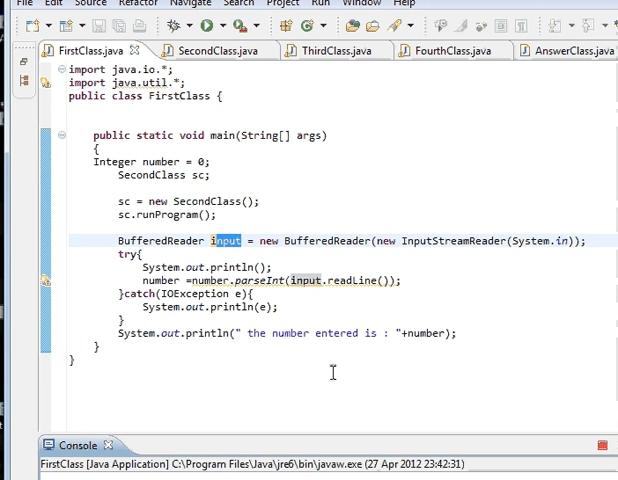 File Edit Source Refactor Navigate Search Project Run Window Help
FirstClass.java SecondClass.java ThirdClass.java FourthClass.java AnswerClass.java
import java.io.*;
import java.util.*;
public class FirstClass {
public static void main(String[] args)
{
Integer number = 0;
SecondClass sc;
sc = new SecondClass();
sc.runProgram();
BufferedReader input = new BufferedReader(new InputStreamReader(System.in));
try{
System.out.println();
number =number.parseInt(input.readLine());
}catch(IOException e){
System.out.println(e);
}
System.out.println(" the number entered is : "+number);
}
}
Console
FirstClass [Java Application] C:\Program Files\Java\jre6\bin\javaw.exe (27 Apr 2012 23:42:31)